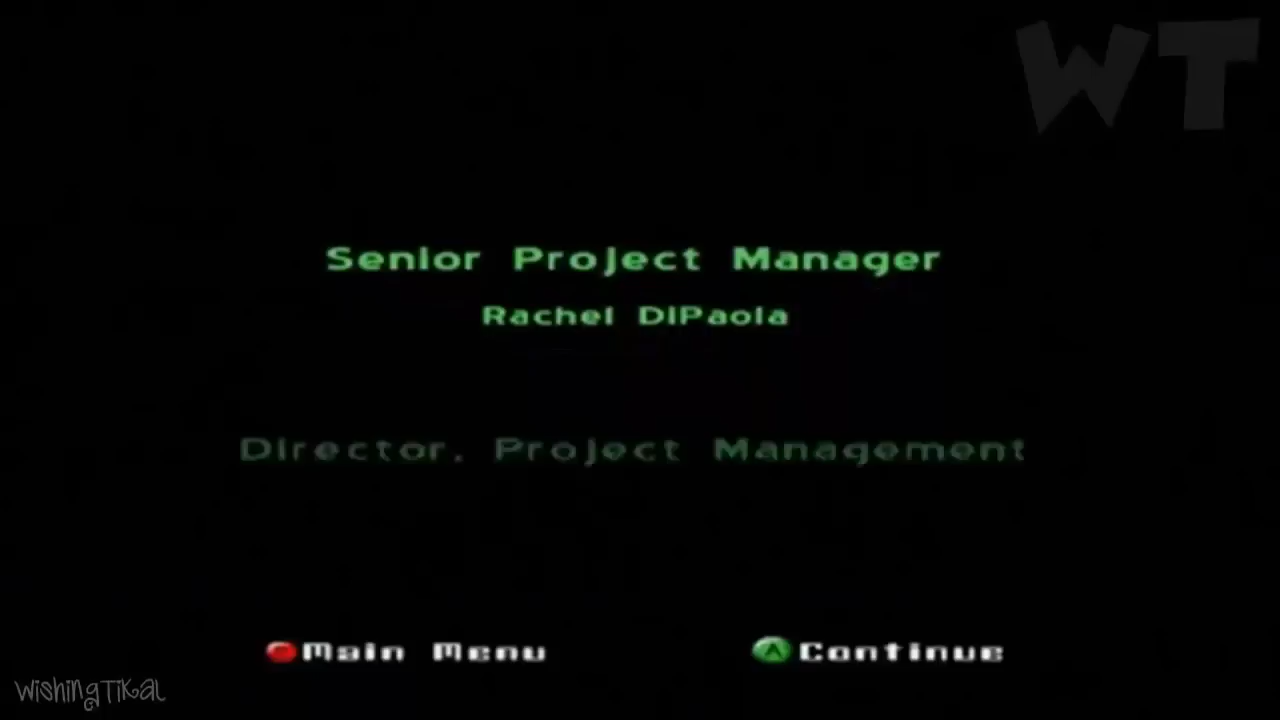 WT
Senior Project Manager
Rachel DiPaola
Director, Project Management
Main Menu
A Continue
WishingTikal